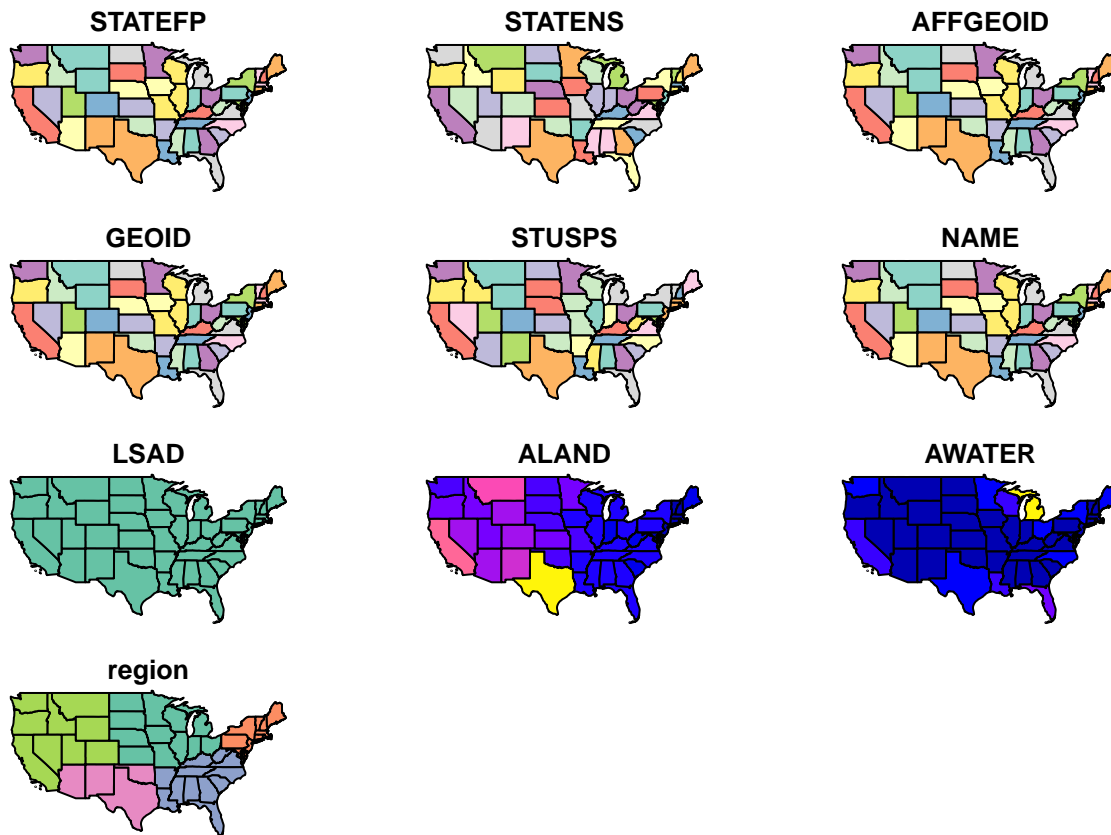 STATEFP
STATENS
AFFGEOID
GEOID
STUSPS
NAME
LSAD
ALAND
AWATER
region